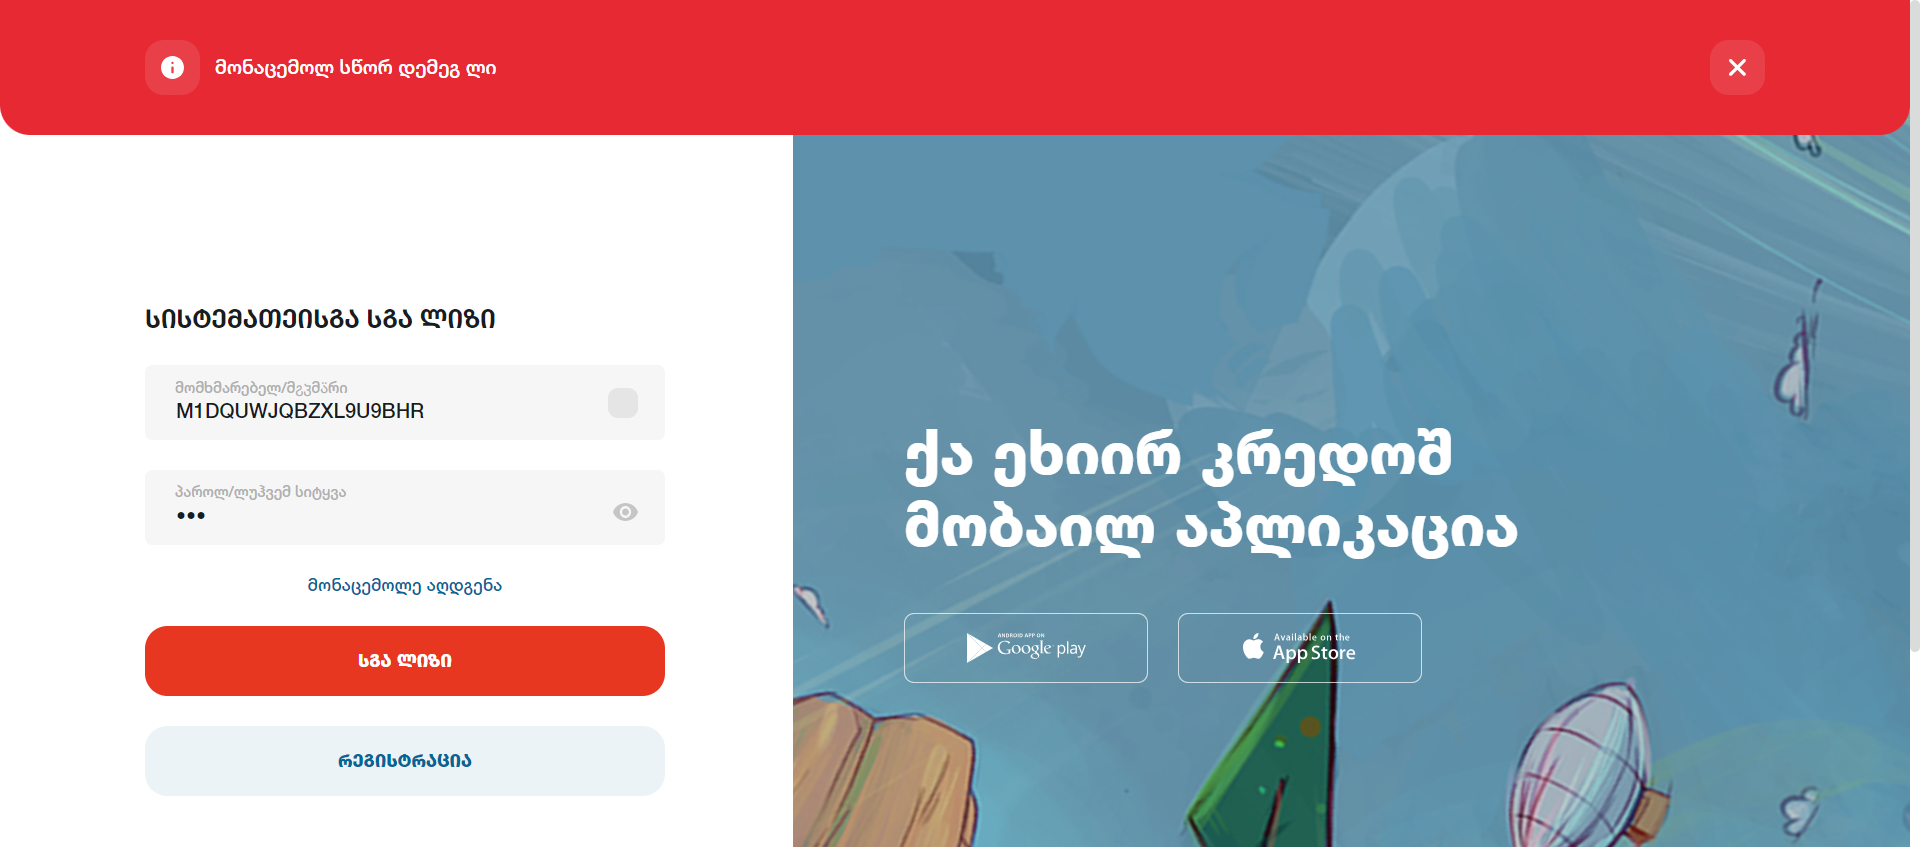 მონაცემოლ სწორ დემეგ ლი
სისტემათეისგა სგა ლიზი
მომხმარებელ/მჷკმარი
M1DQUWJQBZXL9U9BHR
პაროლ/ლუჰვემ სიტყვა
მონაცემოლე აღდგენა
სგა ლიზი
რეგისტრაცია
ქა ეხიირ კრედოშ
მობაილ აპლიკაცია
ANDROID APP ON
Google play
Available on the
App Store